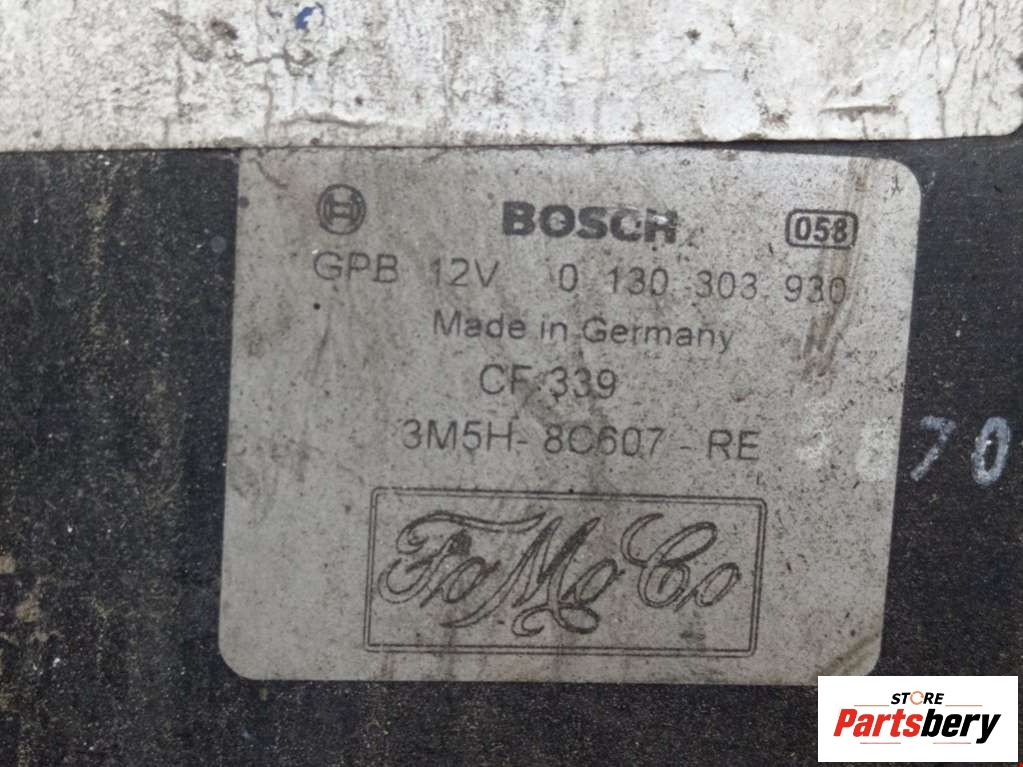 BOSCH 058
GPB 12V 0 130 303 930
Made in Germany
CF 339
3M5H- 8C607 - RE
70
FoMoCo
STORE
Partsbery